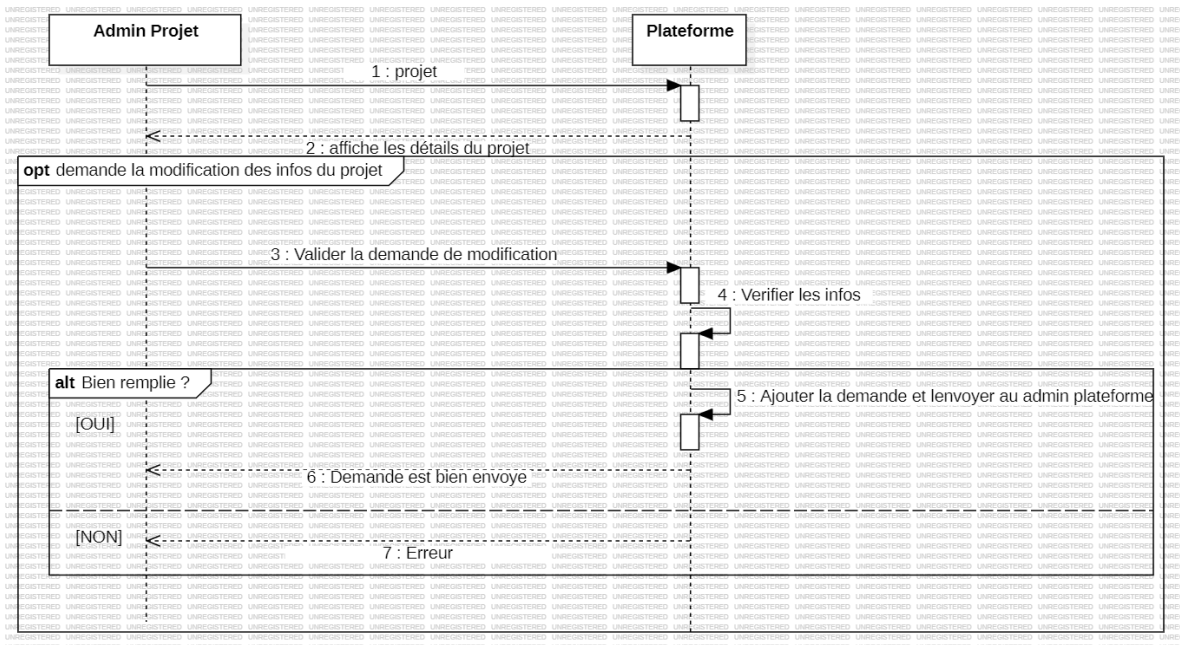 Admin Projet
Plateforme
1 : projet
2 : affiche les détails du projet
opt demande la modification des infos du projet
3 : Valider la demande de modification
4 : Verifier les infos
alt Bien remplie ?
5 : Ajouter la demande et lenvoyer au admin plateforme
[OUI]
6 : Demande est bien envoye
[NON]
7 : Erreur
UNREGISTERED